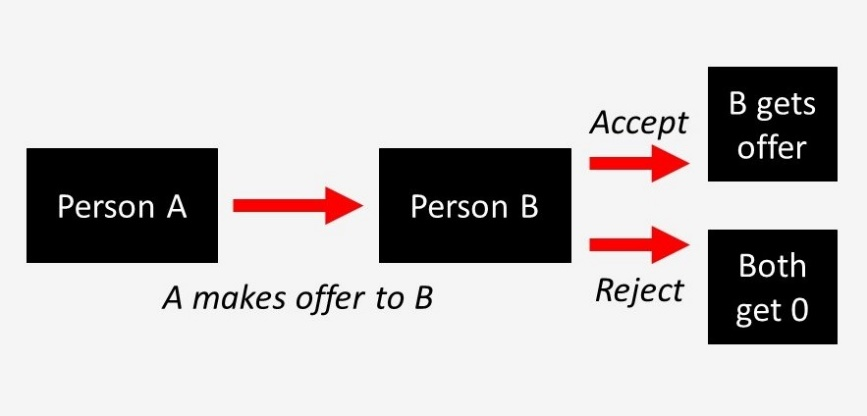 Person A
A makes offer to B
Person B
Accept
B gets
offer
Reject
Both
get 0